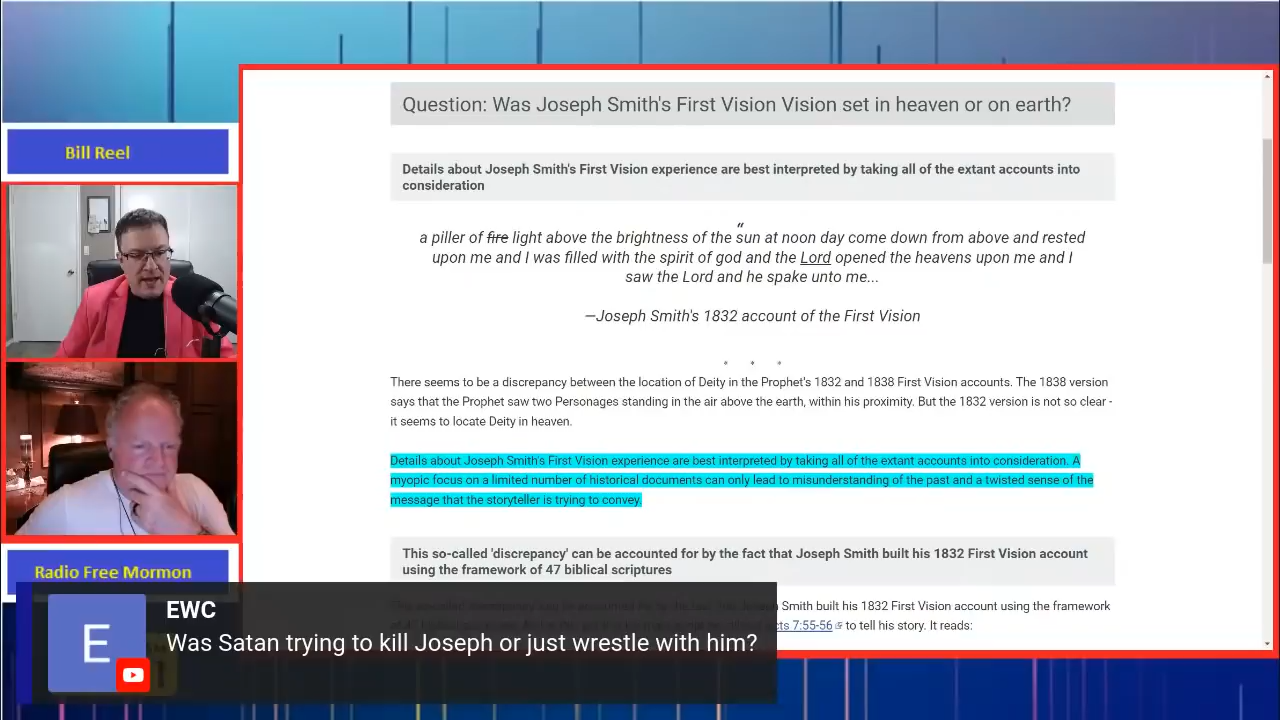 Bill Reel
Radio Free Mormon
Question: Was Joseph Smith's First Vision Vision set in heaven or on earth?
Details about Joseph Smith's First Vision experience are best interpreted by taking all of the extant accounts into
consideration
“
a piller of fire light above the brightness of the sun at noon day come down from above and rested
upon me and I was filled with the spirit of god and the Lord opened the heavens upon me and I
saw the Lord and he spake unto me...
—Joseph Smith's 1832 account of the First Vision
* * *
There seems to be a discrepancy between the location of Deity in the Prophet's 1832 and 1838 First Vision accounts. The 1838 version
says that the Prophet saw two Personages standing in the air above the earth, within his proximity. But the 1832 version is not so clear -
it seems to locate Deity in heaven.
Details about Joseph Smith's First Vision experience are best interpreted by taking all of the extant accounts into consideration. A
myopic focus on a limited number of historical documents can only lead to misunderstanding of the past and a twisted sense of the
message that the storyteller is trying to convey.
This so-called 'discrepancy' can be accounted for by the fact that Joseph Smith built his 1832 First Vision account
using the framework of 47 biblical scriptures
Smith built his 1832 First Vision account using the framework
7:55-56 to tell his story. It reads:
E
EWC
Was Satan trying to kill Joseph or just wrestle with him?